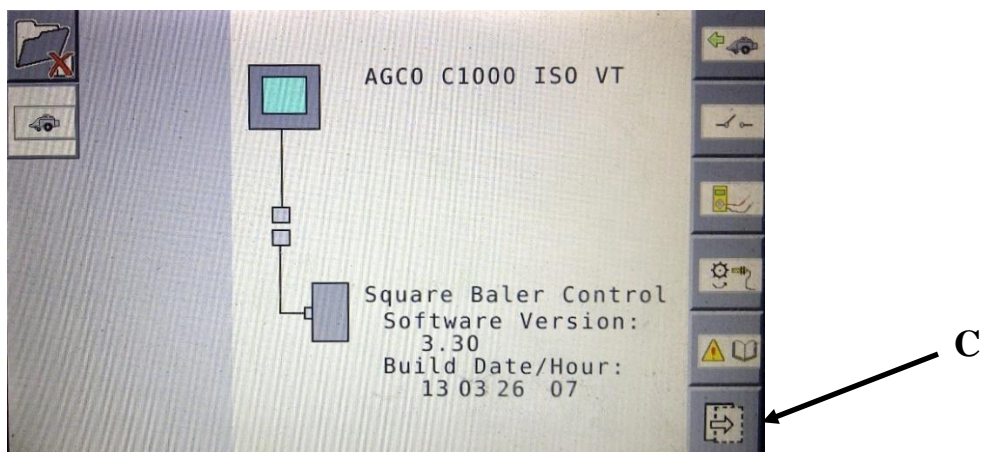 AGCO C1000 ISO VT
Square Baler Control
Software Version:
3.30
Build Date/Hour:
13 03 26 07
C